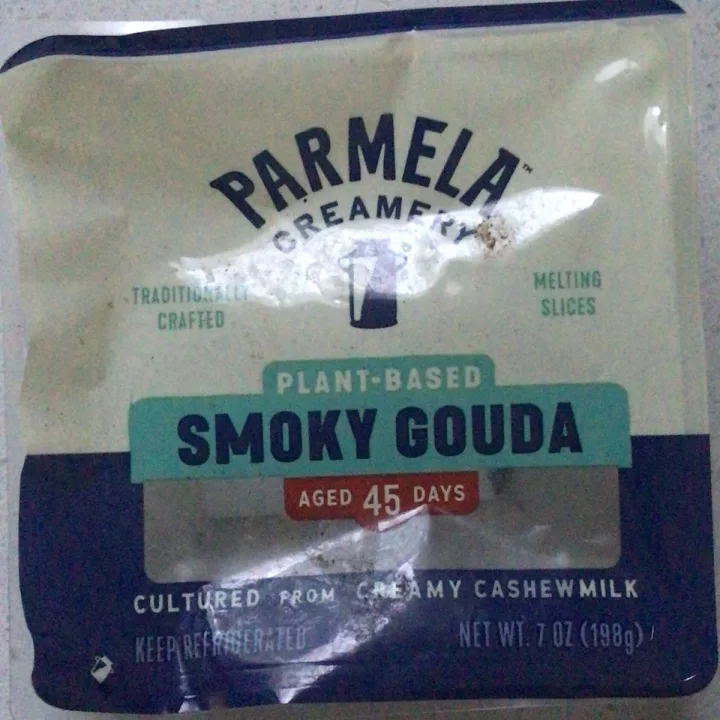 PARMELA™
CREAMERY
TRADITIONALLY
CRAFTED
MELTING
SLICES
PLANT-BASED
SMOKY GOUDA
AGED 45 DAYS
CULTURED FROM CREAMY CASHEWMILK
KEEP REFRIGERATED
NET WT. 7 OZ (198g)